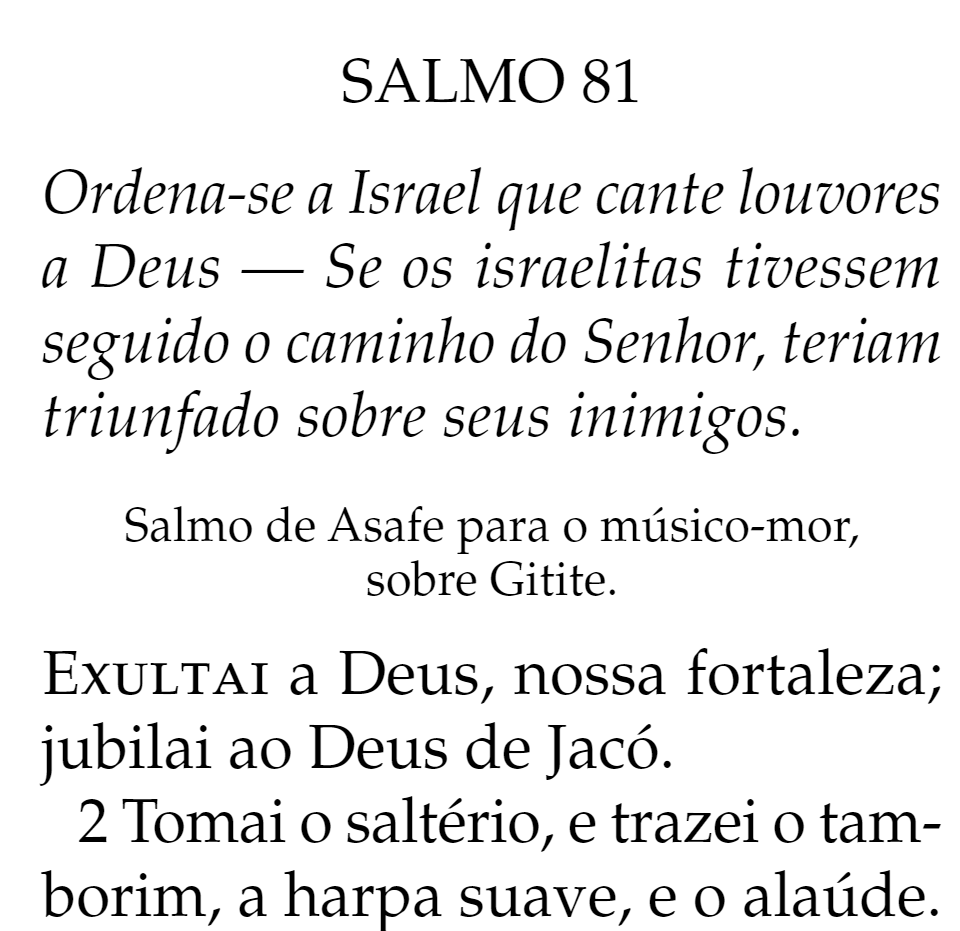 SALMO 81
Ordena-se a Israel que cante louvores
a Deus — Se os israelitas tivessem
seguido o caminho do Senhor, teriam
triunfado sobre seus inimigos.
Salmo de Asafe para o músico-mor,
sobre Gitite.
EXULTAI a Deus, nossa fortaleza;
jubilai ao Deus de Jacó.
2 Tomai o saltério, e trazei o tam-
borim, a harpa suave, e o alaúde.